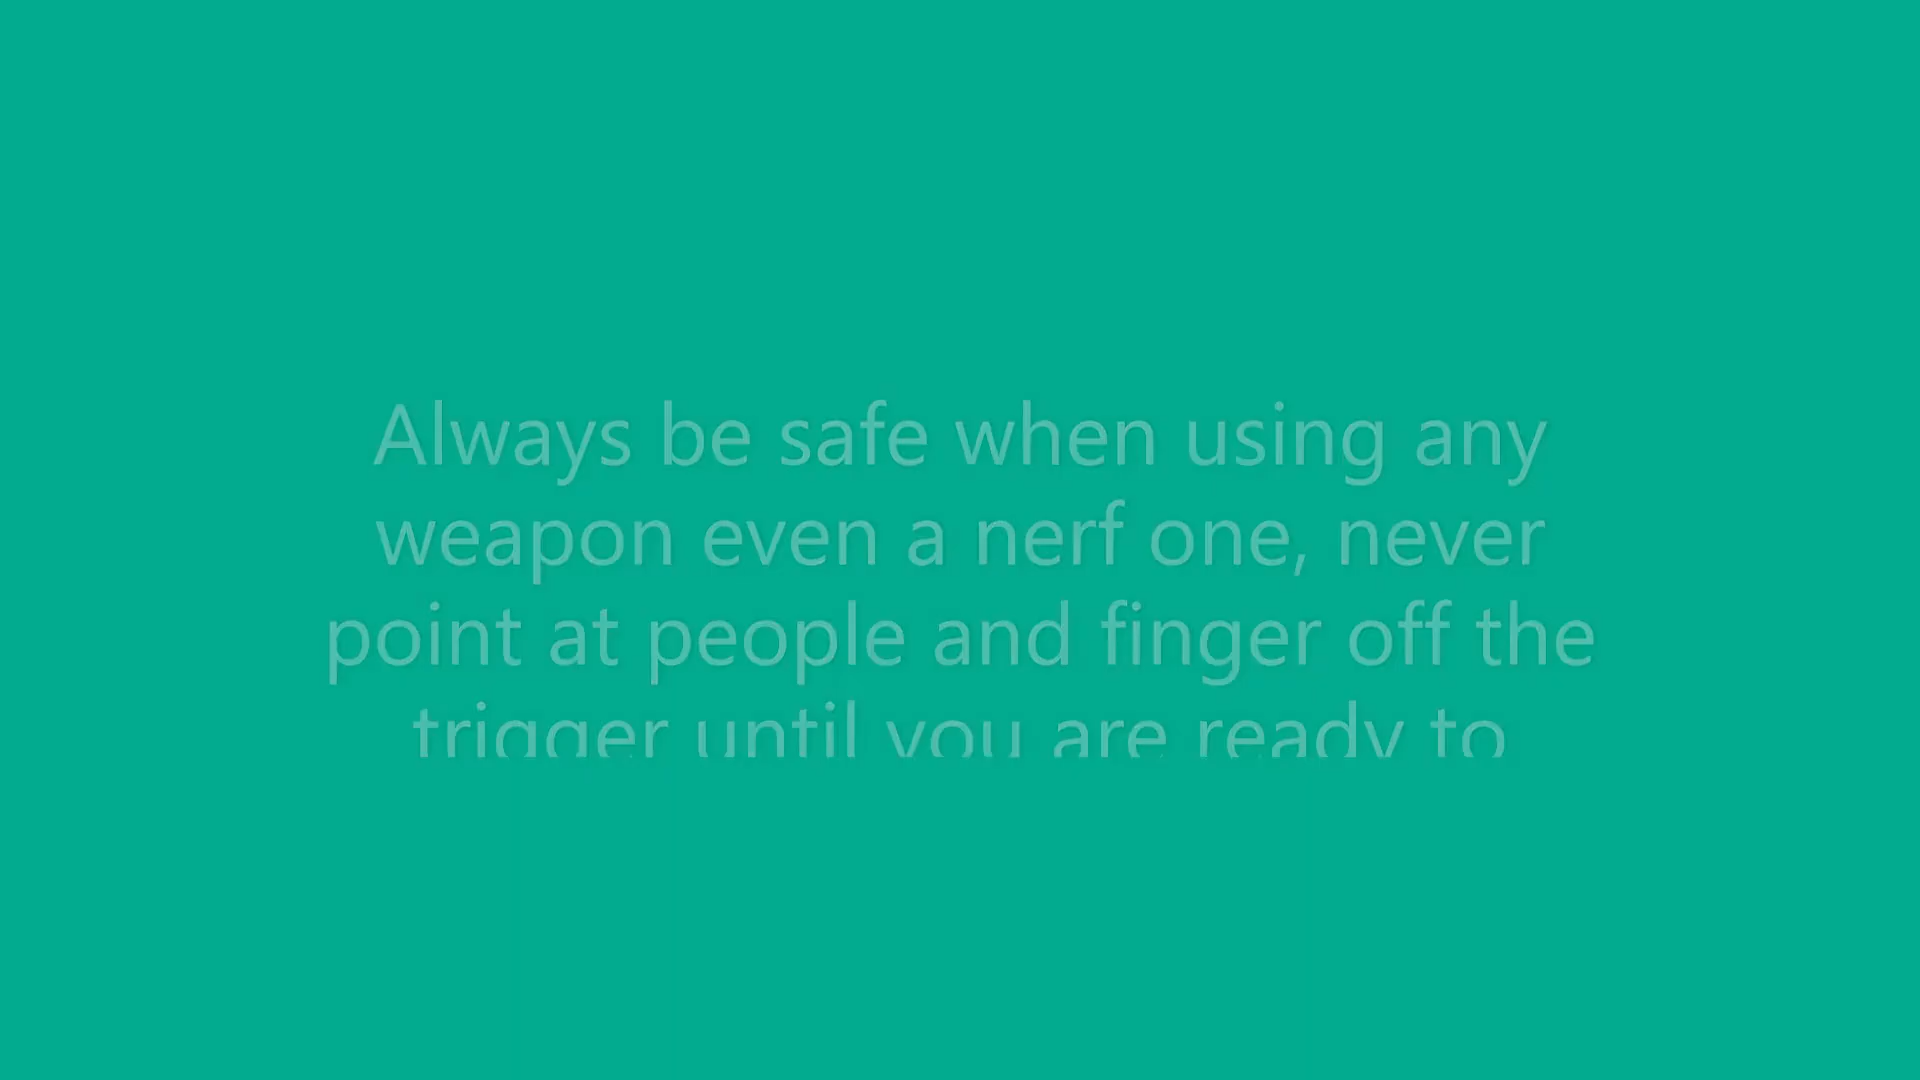 Always be safe when using any
weapon even a nerf one, never
point at people and finger off the
trigger until you are ready to